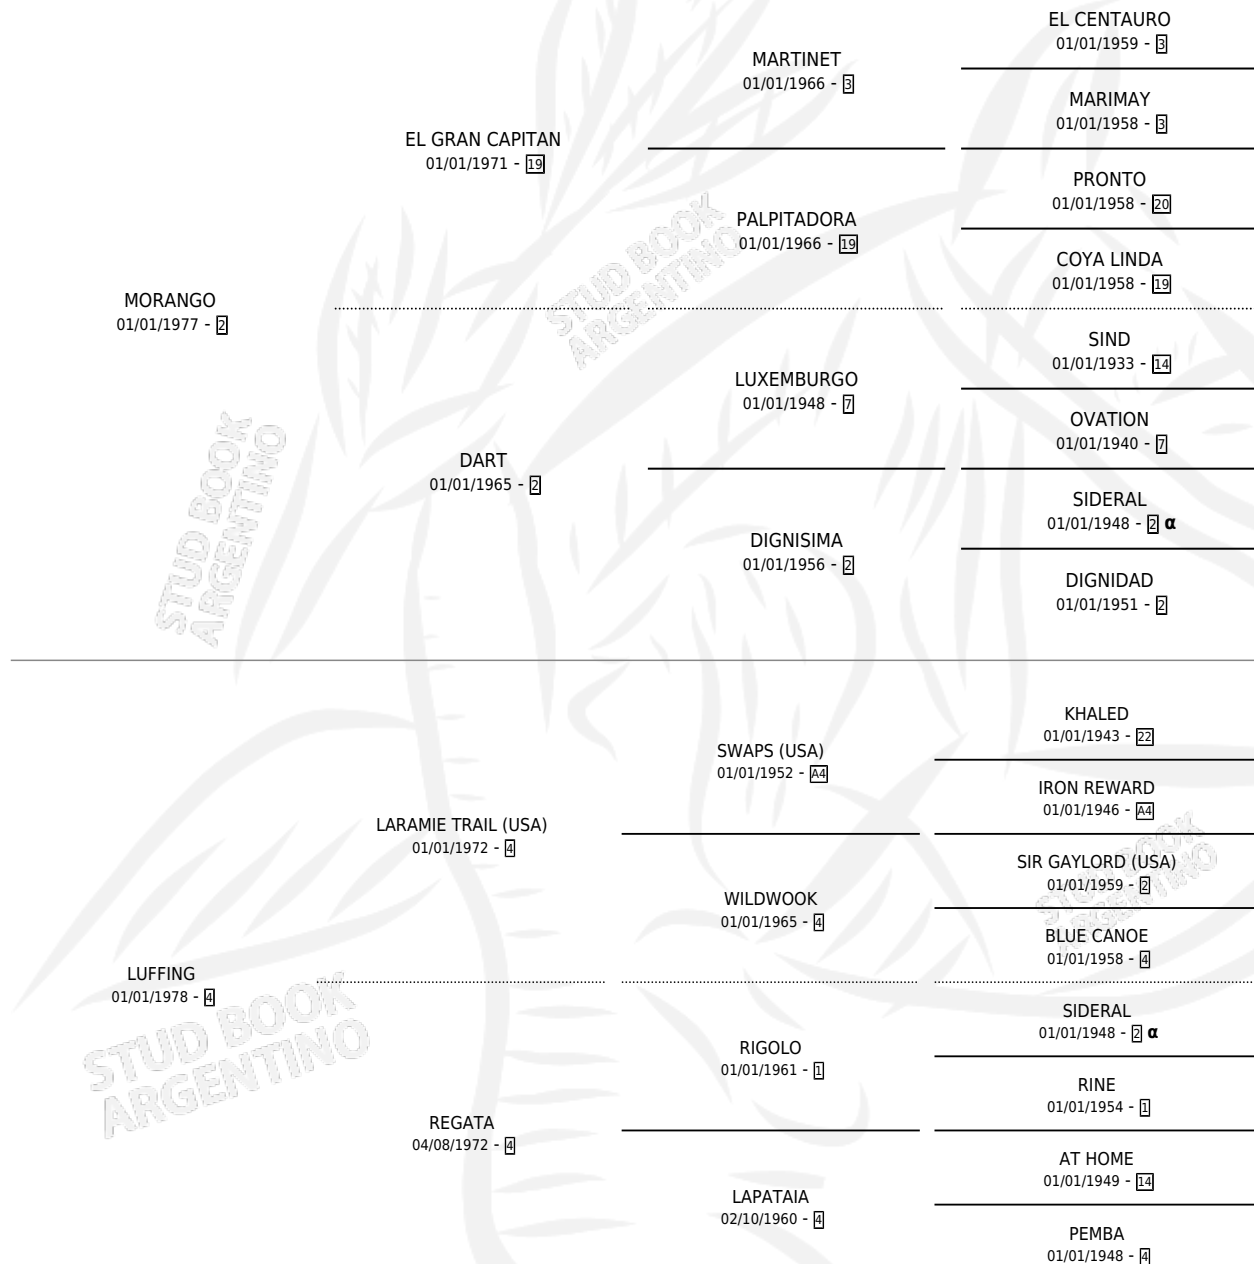 EL CENTAURO
01/01/1959 - 3
MARTINET
01/01/1966 - 3
MARIMAY
01/01/1958 - 3
EL GRAN CAPITAN
01/01/1971 - 19
PRONTO
01/01/1958 - 20
PALPITADORA
01/01/1966 - 19
COYA LINDA
01/01/1958 - 19
MORANGO
01/01/1977 - 2
SIND
01/01/1933 - 14
LUXEMBURGO
01/01/1948 - 7
OVATION
01/01/1940 - 7
DART
01/01/1965 - 2
SIDERAL
01/01/1948 - 2 α
DIGNISIMA
01/01/1956 - 2
DIGNIDAD
01/01/1951 - 2
KHALED
01/01/1943 - 22
SWAPS (USA)
01/01/1952 - A4
IRON REWARD
01/01/1946 - A4
LARAMIE TRAIL (USA)
01/01/1972 - 4
SIR GAYLORD (USA)
01/01/1959 - 2
WILDWOOK
01/01/1965 - 4
BLUE CANOE
01/01/1958 - 4
LUFFING
01/01/1978 - 4
SIDERAL
01/01/1948 - 2 α
RIGOLO
01/01/1961 - 1
RINE
01/01/1954 - 1
REGATA
04/08/1972 - 4
AT HOME
01/01/1949 - 14
LAPATAIA
02/10/1960 - 4
PEMBA
01/01/1948 - 4
STUD BOOK
ARGENTINO
STUD BOOK
ARGENTINO
STUD BOOK
ARGENTINO
STUD BOOK
ARGENTINO